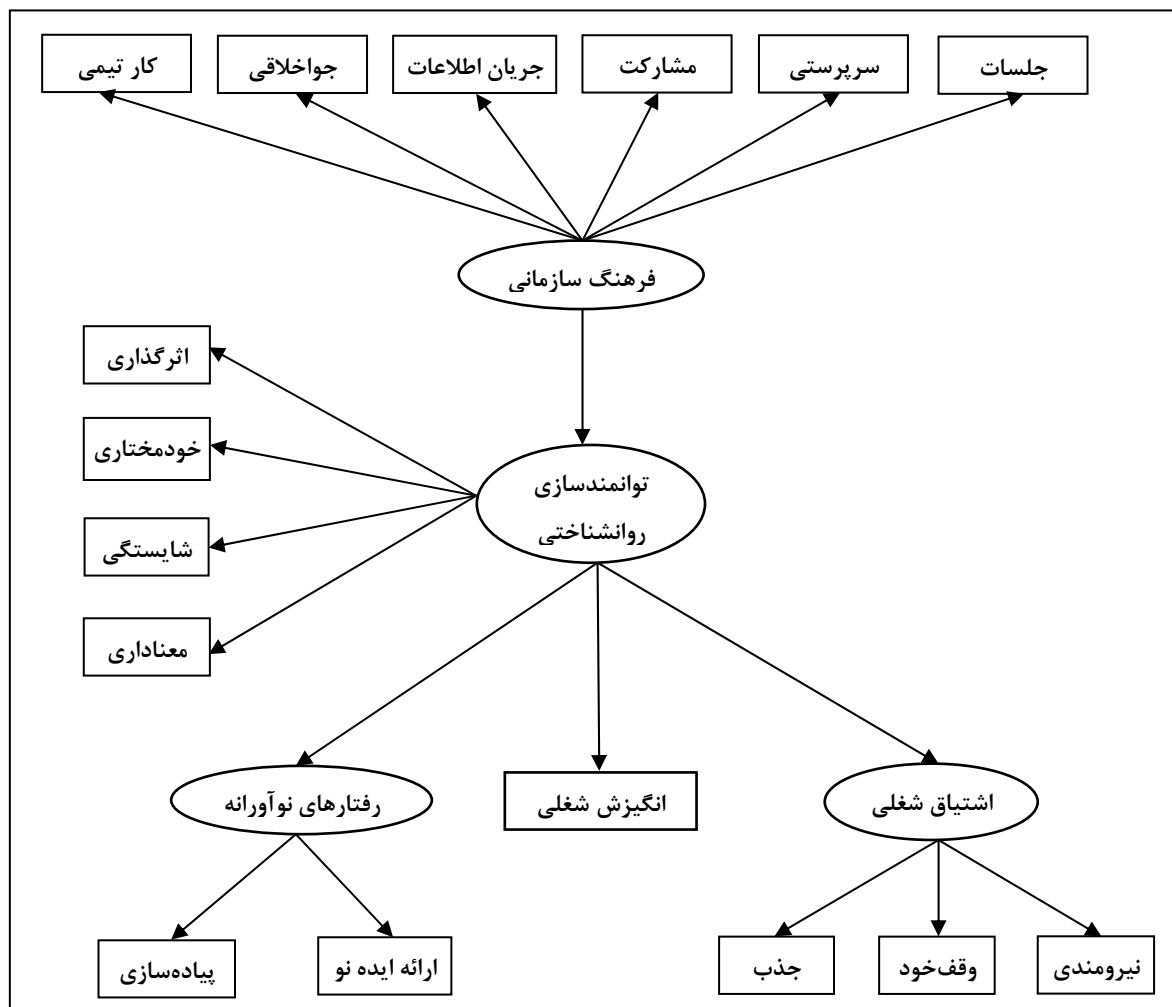 جلسات
سرپرستی
مشارکت
جریان اطلاعات
جواخلاقی
کار تیمی
فرهنگ سازمانی
اثرگذاری
خودمختاری
شایستگی
معناداری
توانمندسازی
روانشناختی
اشتیاق شغلی
انگیزش شغلی
رفتارهای نوآورانه
نیرومندی
وقف‌خود
جذب
ارائه ایده نو
پیاده‌سازی